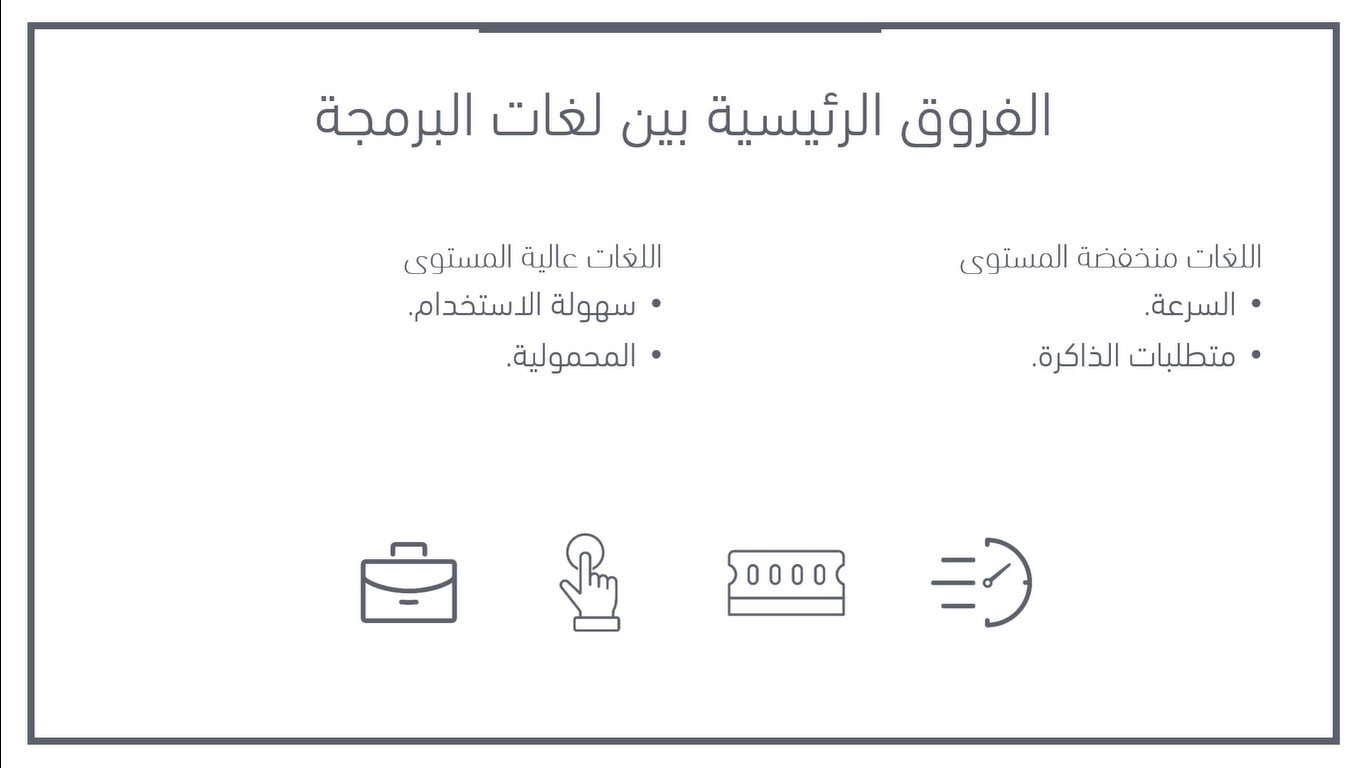 الفروق الرئيسية بين لغات البرمجة
اللغات منخفضة المستوى
• السرعة.
• متطلبات الذاكرة.
اللغات عالية المستوى
• سهولة الاستخدام.
• المحمولية.